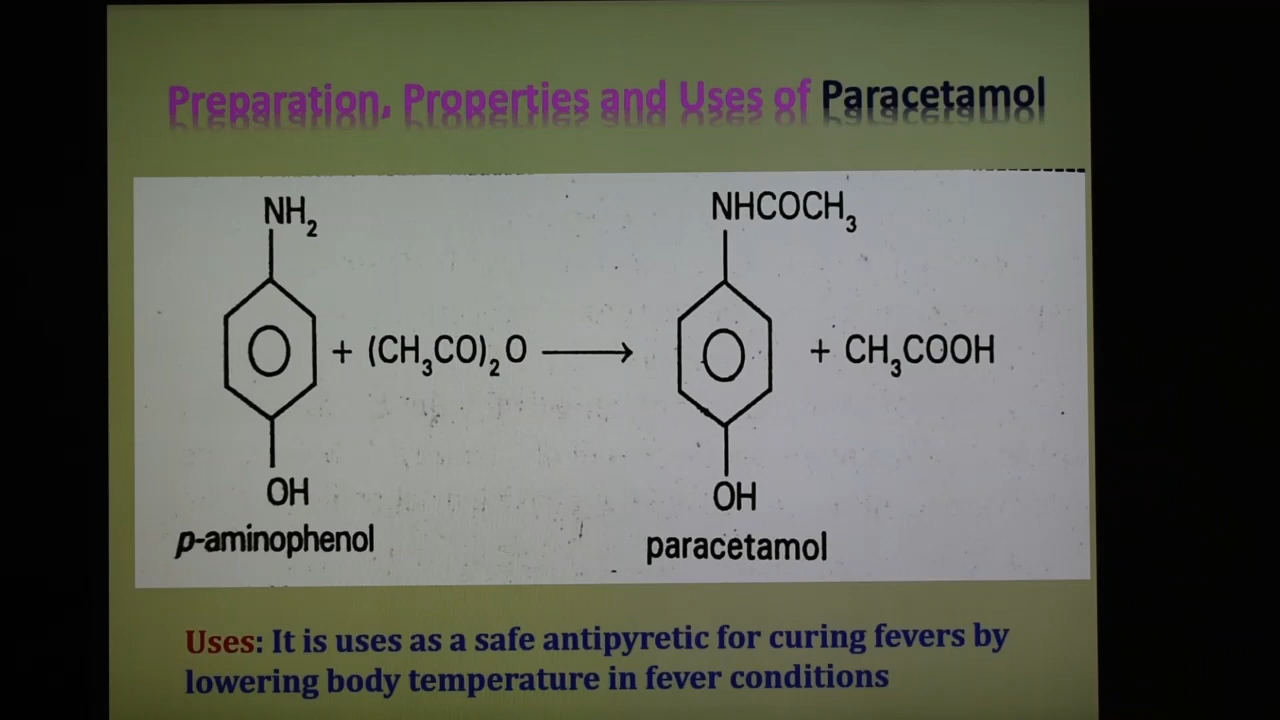 Preparation, Properties and Uses of Paracetamol
NH₂
NHCOCH₃
+ (CH₃CO)₂O ⟶
+ CH₃COOH
OH
OH
p-aminophenol
paracetamol
Uses: It is uses as a safe antipyretic for curing fevers by
lowering body temperature in fever conditions